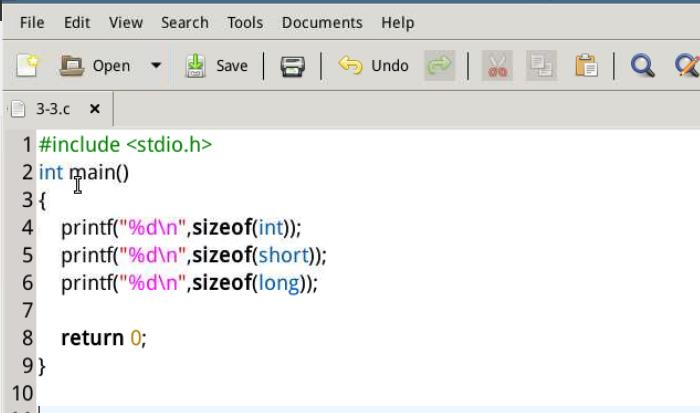 File Edit View Search Tools Documents Help
Open Save Undo
3-3.c ×
1 #include <stdio.h>
2 int main()
3 {
4     printf("%d\n",sizeof(int));
5     printf("%d\n",sizeof(short));
6     printf("%d\n",sizeof(long));
7
8     return 0;
9 }
10